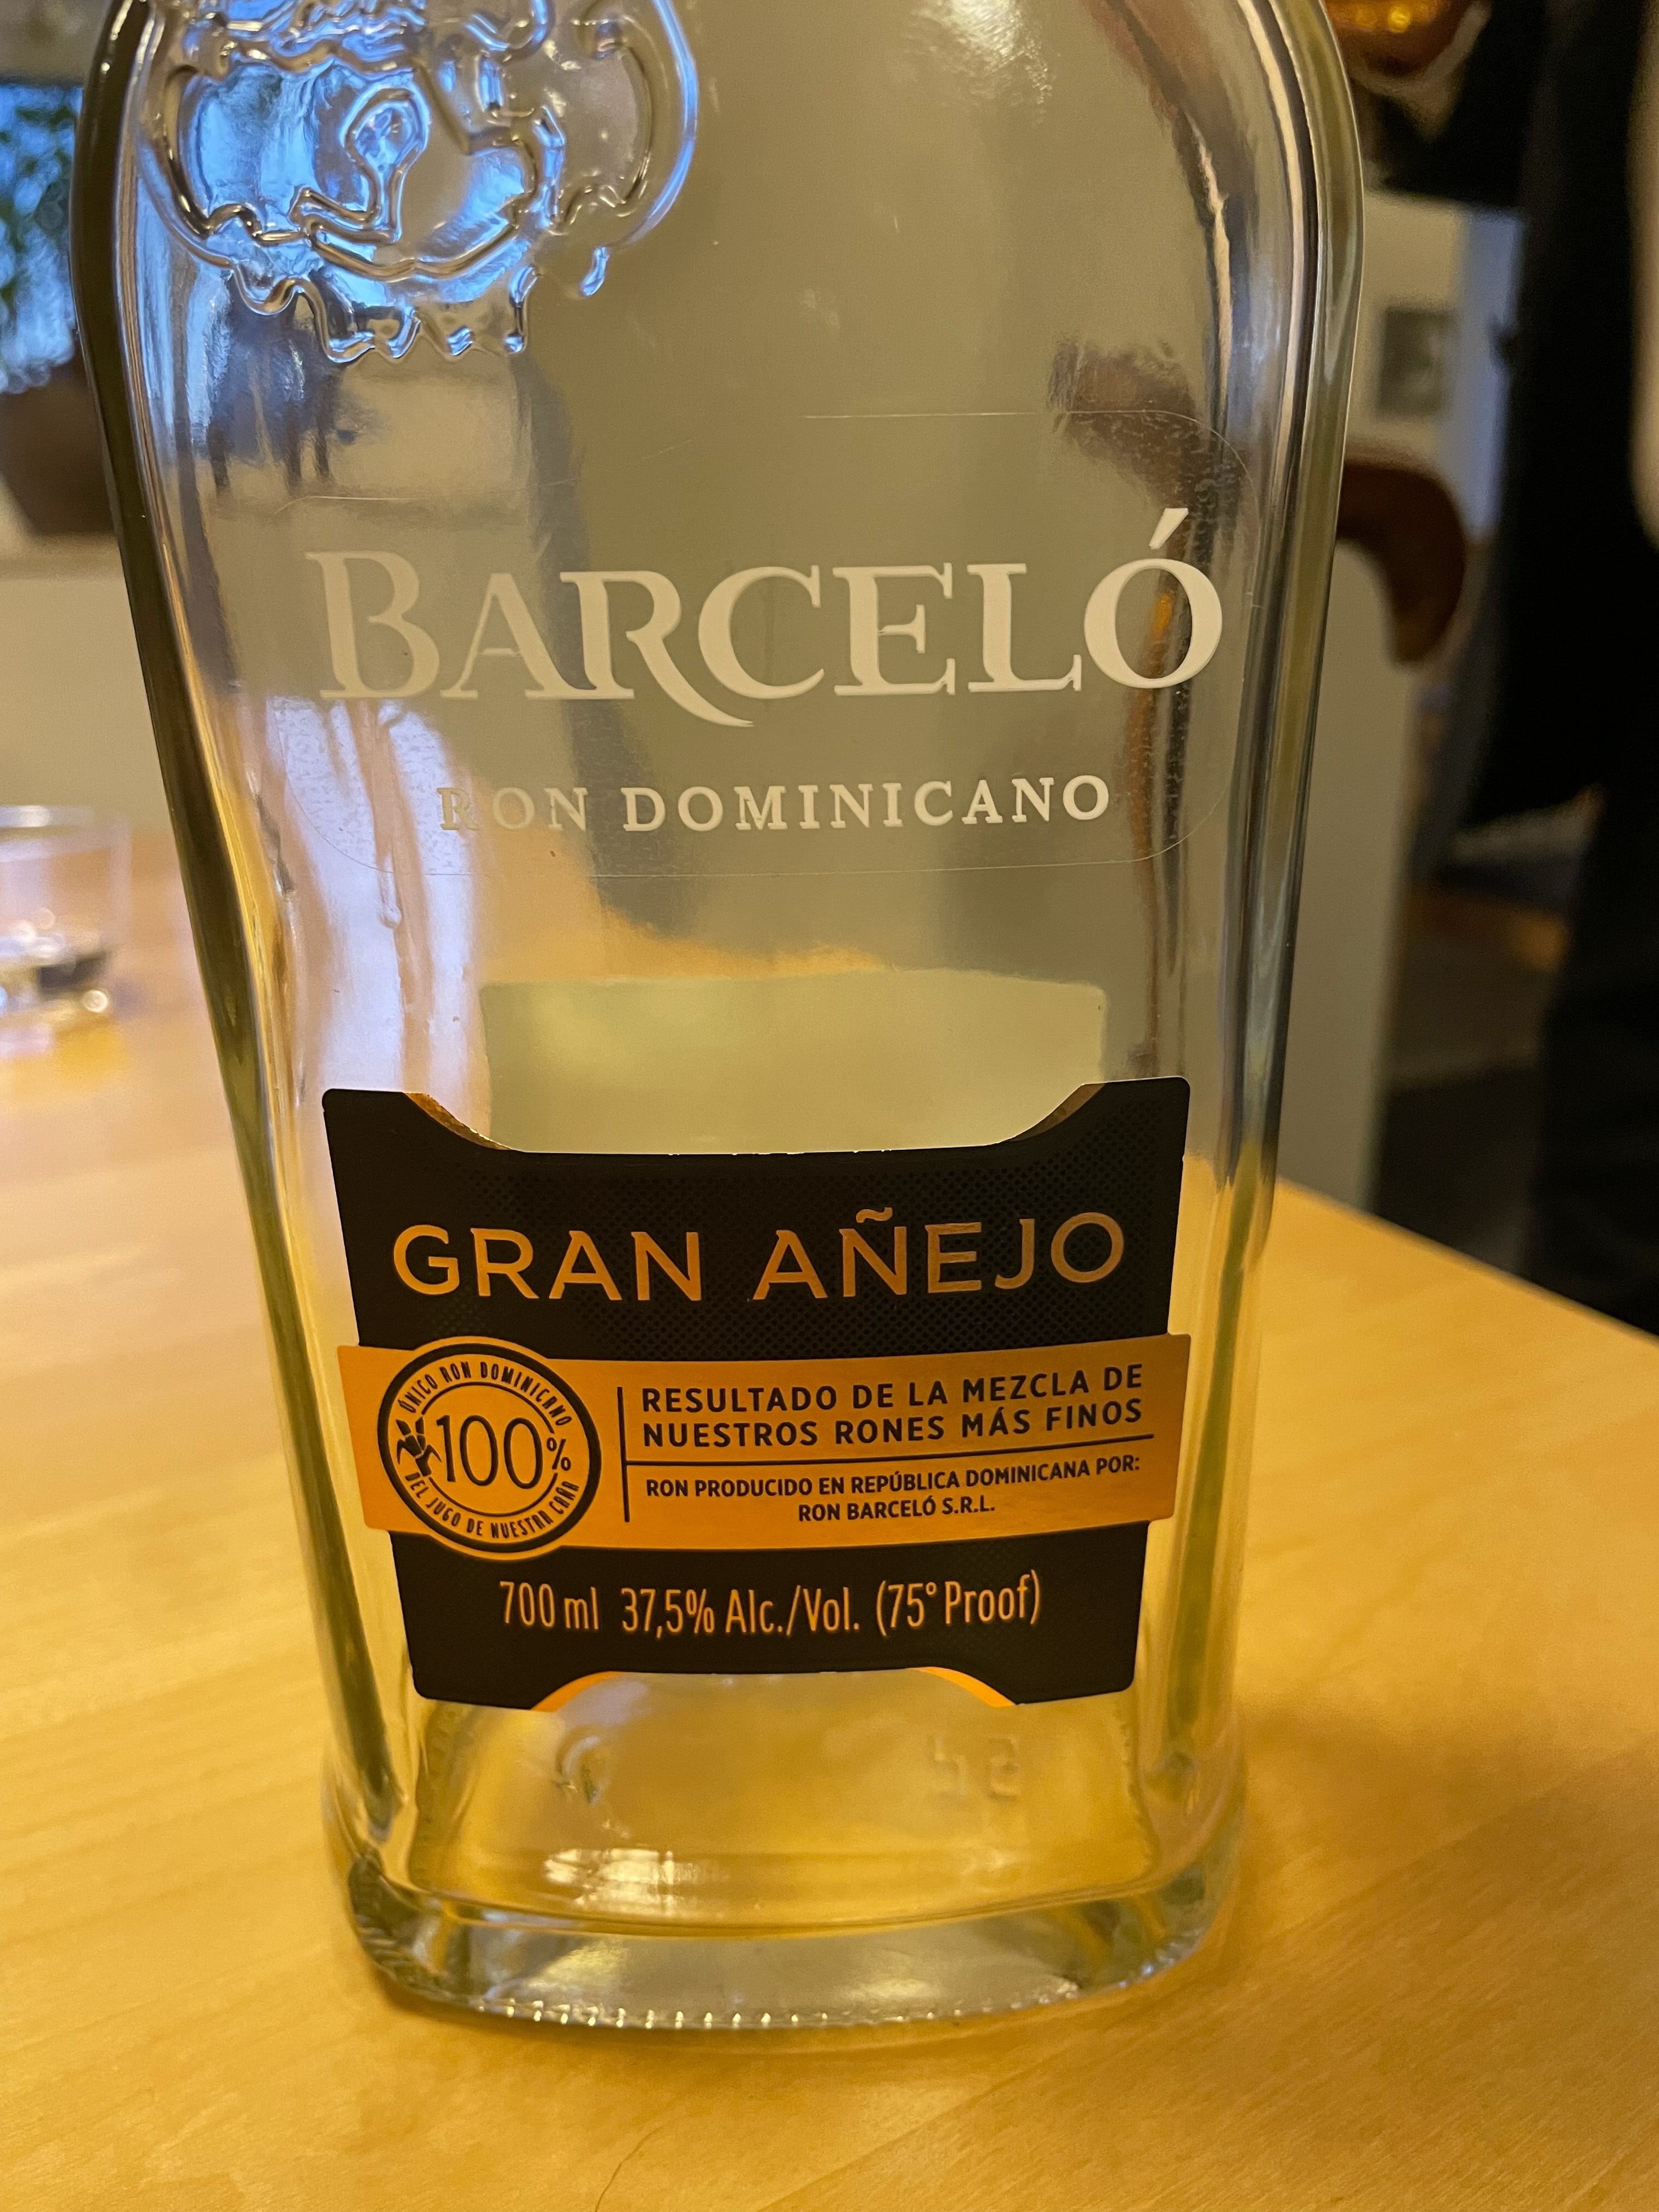 BARCELÓ
RON DOMINICANO
GRAN AÑEJO
ÚNICO RON DOMINICANO
100%
DEL JUGO DE NUESTRA CAÑA
RESULTADO DE LA MEZCLA DE
NUESTROS RONES MÁS FINOS
RON PRODUCIDO EN REPÚBLICA DOMINICANA POR:
RON BARCELÓ S.R.L.
700 ml 37,5% Alc./Vol. (75° Proof)